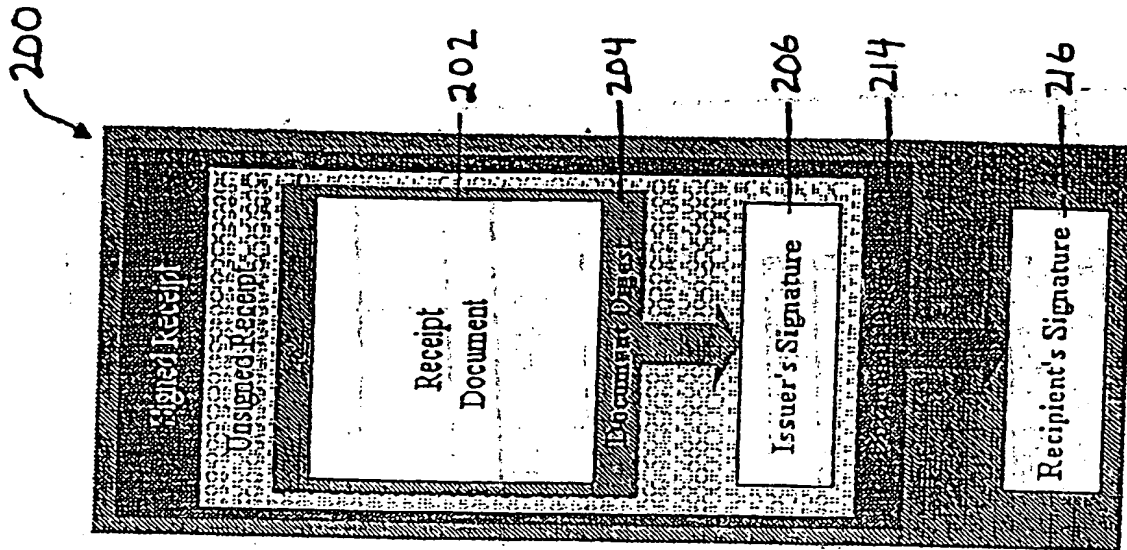 200
Signed Receipt
Unsigned Receipt
Receipt
Document
202
Document Digest
204
Issuer's Signature
206
214
Recipient's Signature
216